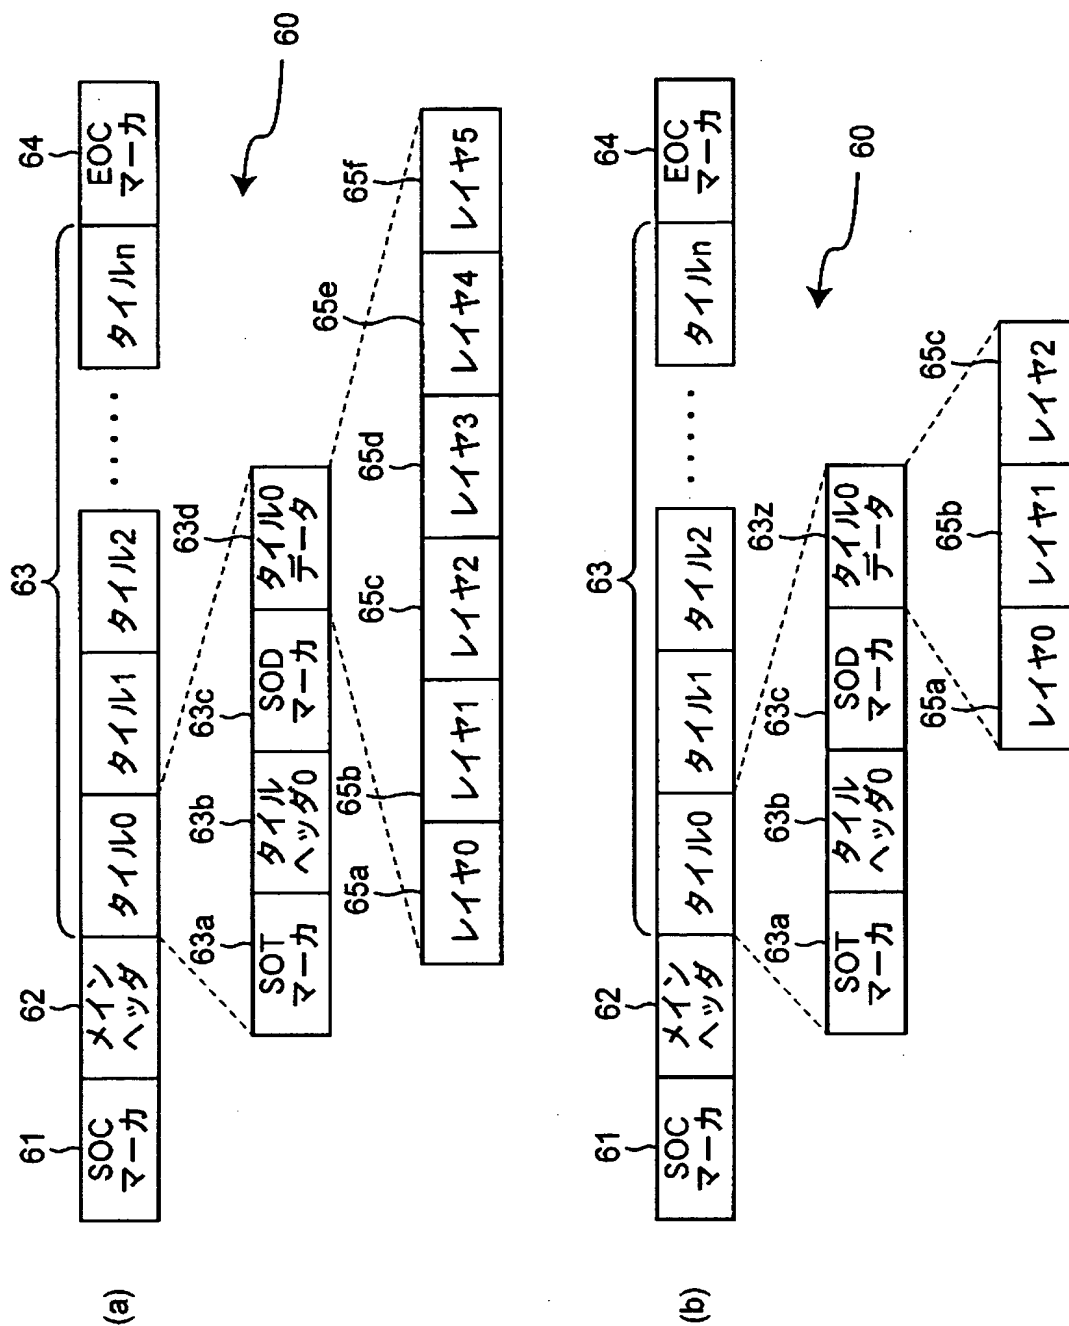 (a)
61
62
63
64
SOC
マーカ
メイン
ヘッダ
タイル0
タイル1
タイル2
・・・・・
タイルn
EOC
マーカ
60
63a
63b
63c
63d
SOT
マーカ
タイル
ヘッダ0
SOD
マーカ
タイル0
データ
65a
65b
65c
65d
65e
65f
レイヤ0
レイヤ1
レイヤ2
レイヤ3
レイヤ4
レイヤ5
(b)
61
62
63
64
SOC
マーカ
メイン
ヘッダ
タイル0
タイル1
タイル2
・・・・・
タイルn
EOC
マーカ
60
63a
63b
63c
63z
SOT
マーカ
タイル
ヘッダ0
SOD
マーカ
タイル0
データ
65a
65b
65c
レイヤ0
レイヤ1
レイヤ2